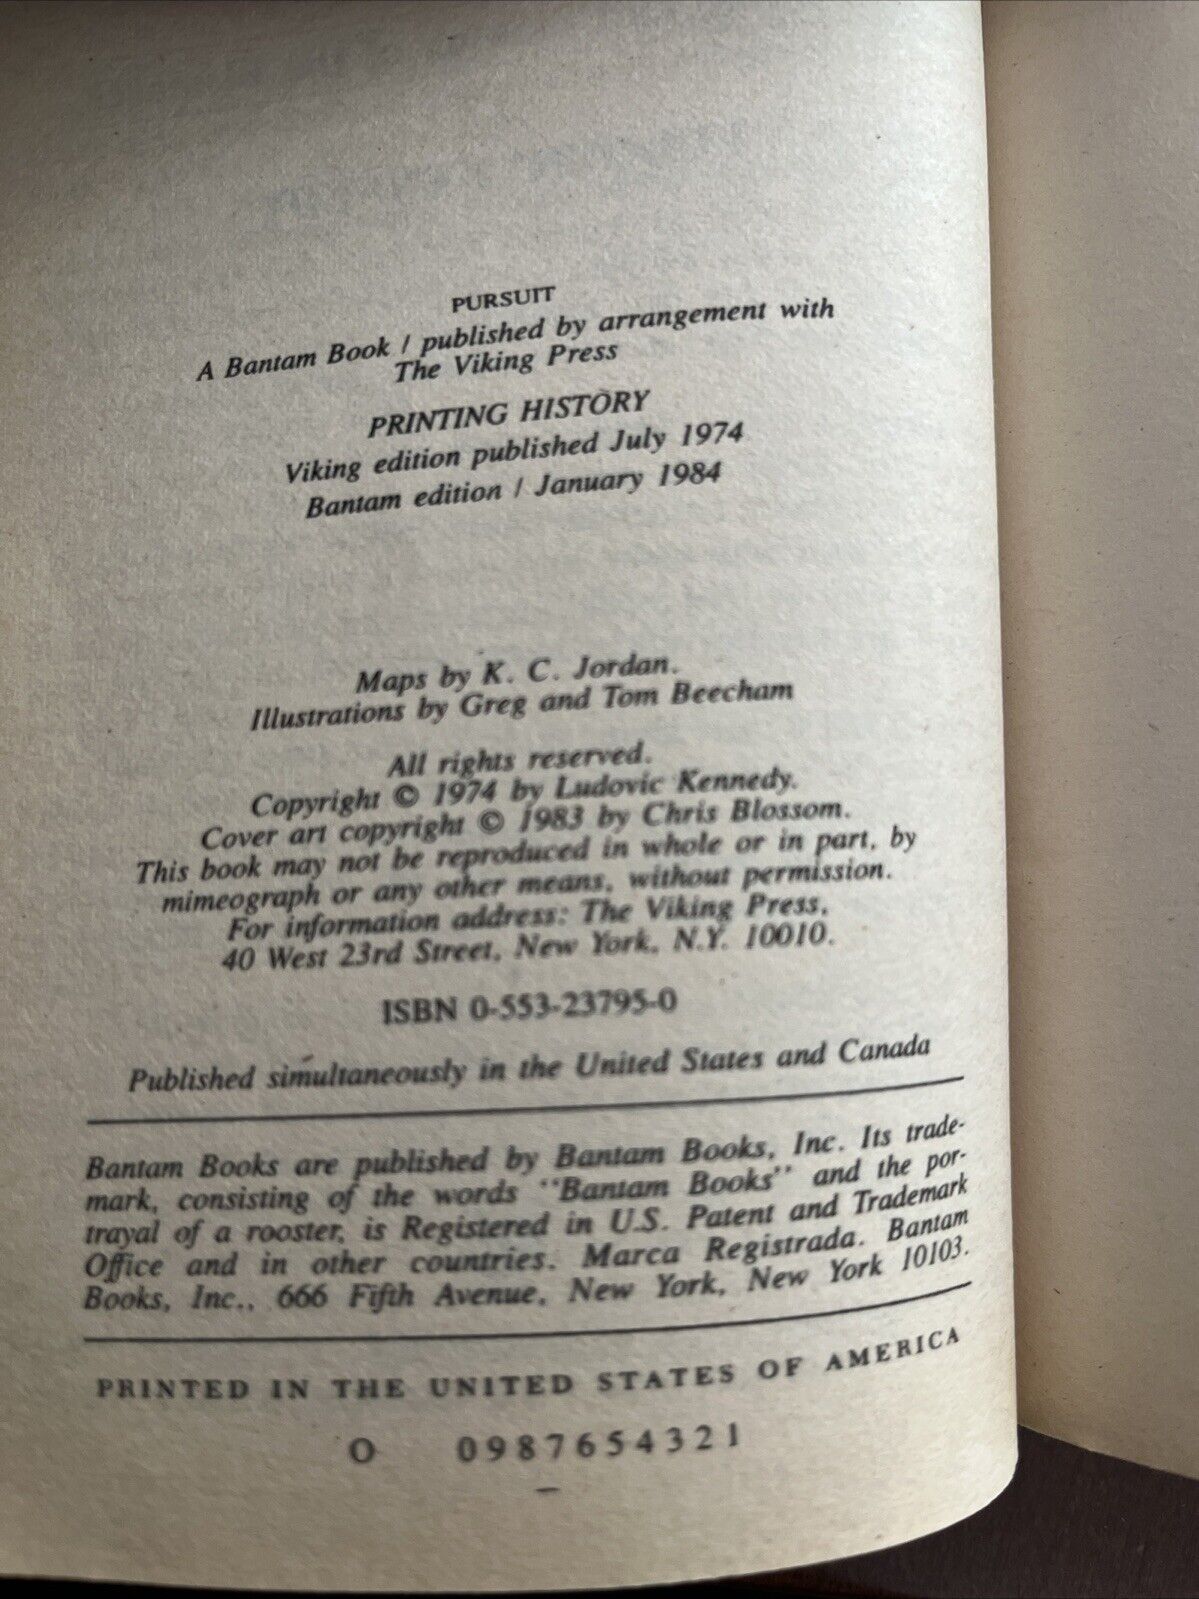 PURSUIT
A Bantam Book / published by arrangement with
The Viking Press
PRINTING HISTORY
Viking edition published July 1974
Bantam edition / January 1984
Maps by K. C. Jordan.
Illustrations by Greg and Tom Beecham
All rights reserved.
Copyright © 1974 by Ludovic Kennedy.
Cover art copyright © 1983 by Chris Blossom.
This book may not be reproduced in whole or in part, by
mimeograph or any other means, without permission.
For information address: The Viking Press,
40 West 23rd Street, New York, N.Y. 10010.
ISBN 0-553-23795-0
Published simultaneously in the United States and Canada
Bantam Books are published by Bantam Books, Inc. Its trade-
mark, consisting of the words "Bantam Books" and the por-
trayal of a rooster, is Registered in U.S. Patent and Trademark
Office and in other countries. Marca Registrada. Bantam
Books, Inc., 666 Fifth Avenue, New York, New York 10103.
PRINTED IN THE UNITED STATES OF AMERICA
O 0987654321